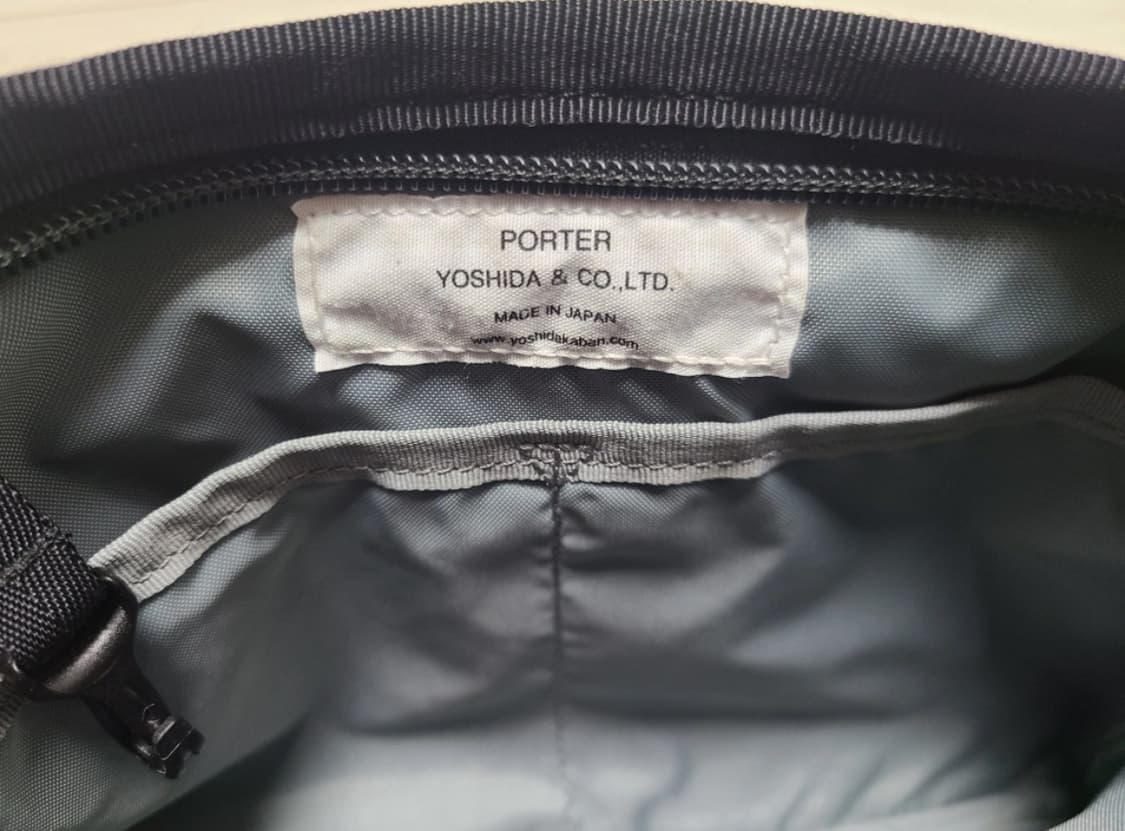 PORTER
YOSHIDA & CO.,LTD.
MADE IN JAPAN
www.yoshidakaban.com